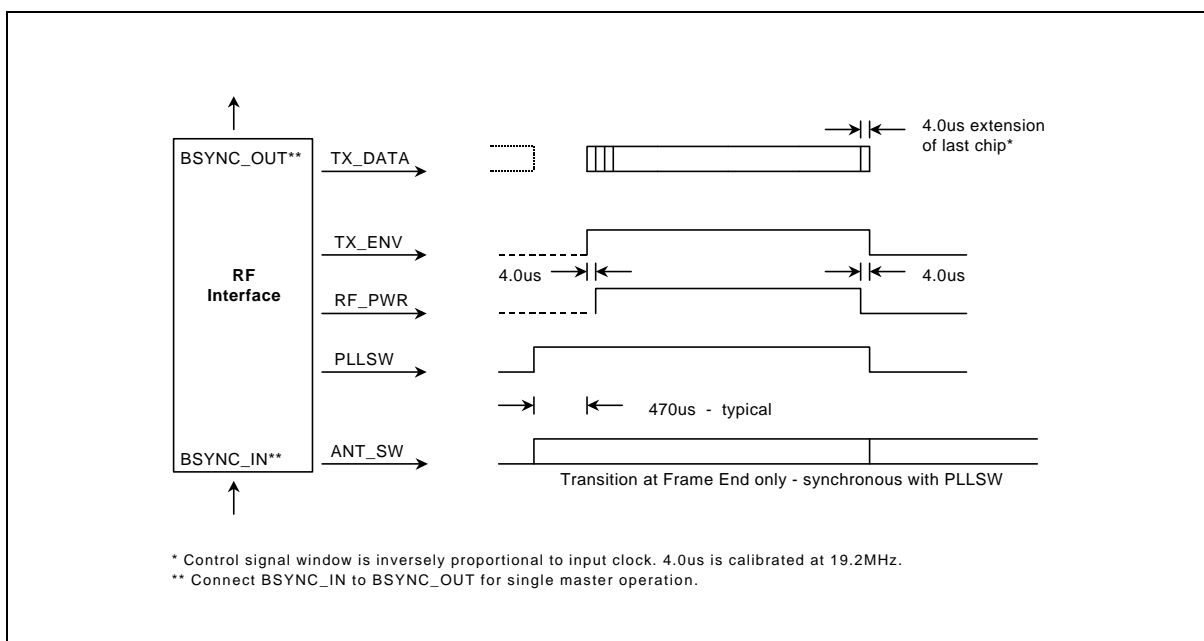 4.0us extension
of last chip*
BSYNC_OUT**
TX_DATA
TX_ENV
RF
Interface
4.0us
4.0us
RF_PWR
PLLSW
470us - typical
BSYNC_IN**
ANT_SW
Transition at Frame End only - synchronous with PLLSW
* Control signal window is inversely proportional to input clock. 4.0us is calibrated at 19.2MHz.
** Connect BSYNC_IN to BSYNC_OUT for single master operation.